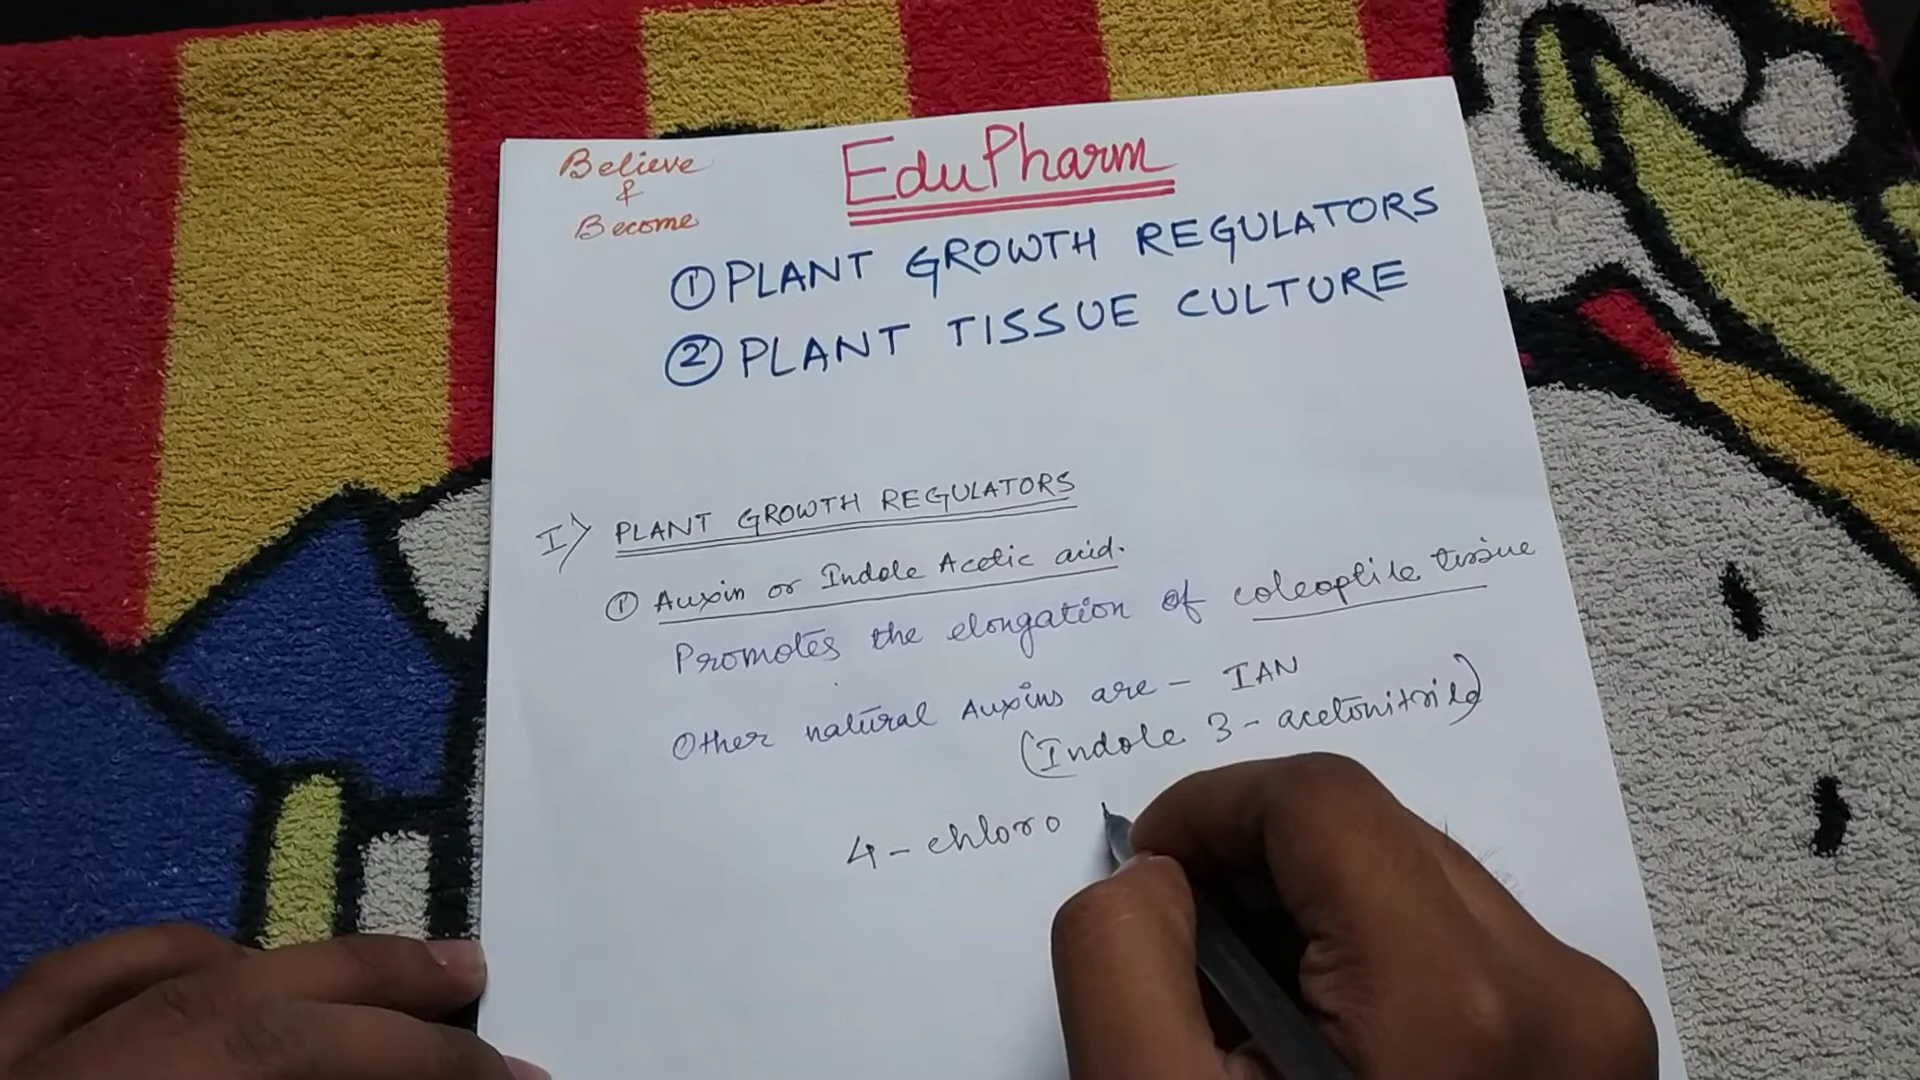 Believe
&
Become
EduPharm
① PLANT GROWTH REGULATORS
② PLANT TISSUE CULTURE
I) PLANT GROWTH REGULATORS
① Auxin or Indole Acetic acid.
Promotes the elongation of coleoptile tissue
Other natural Auxins are - IAN
(Indole 3-acetonitrile)
4-chloro